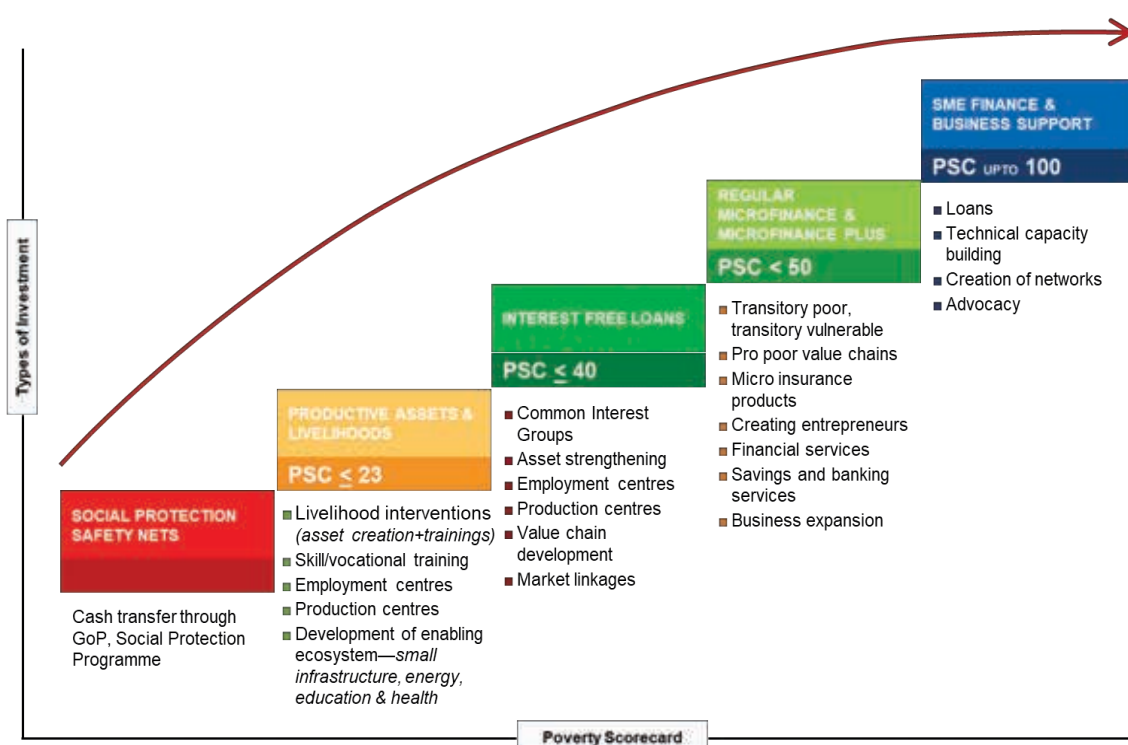 SME FINANCE &
BUSINESS SUPPORT
PSC UPTO 100
Loans
Technical capacity
building
Creation of networks
Advocacy
REGULAR
MICROFINANCE &
MICROFINANCE PLUS
PSC < 50
Transitory poor,
transitory vulnerable
Pro poor value chains
Micro insurance
products
Creating entrepreneurs
Financial services
Savings and banking
services
Business expansion
INTEREST FREE LOANS
PSC ≤ 40
Common Interest
Groups
Asset strengthening
Employment centres
Production centres
Value chain
development
Market linkages
PRODUCTIVE ASSETS &
LIVELIHOODS
PSC ≤ 23
Livelihood interventions
(asset creation+trainings)
Skill/vocational training
Employment centres
Production centres
Development of enabling
ecosystem—small
infrastructure, energy,
education & health
SOCIAL PROTECTION
SAFETY NETS
Cash transfer through
GoP, Social Protection
Programme
Types of Investment
Poverty Scorecard